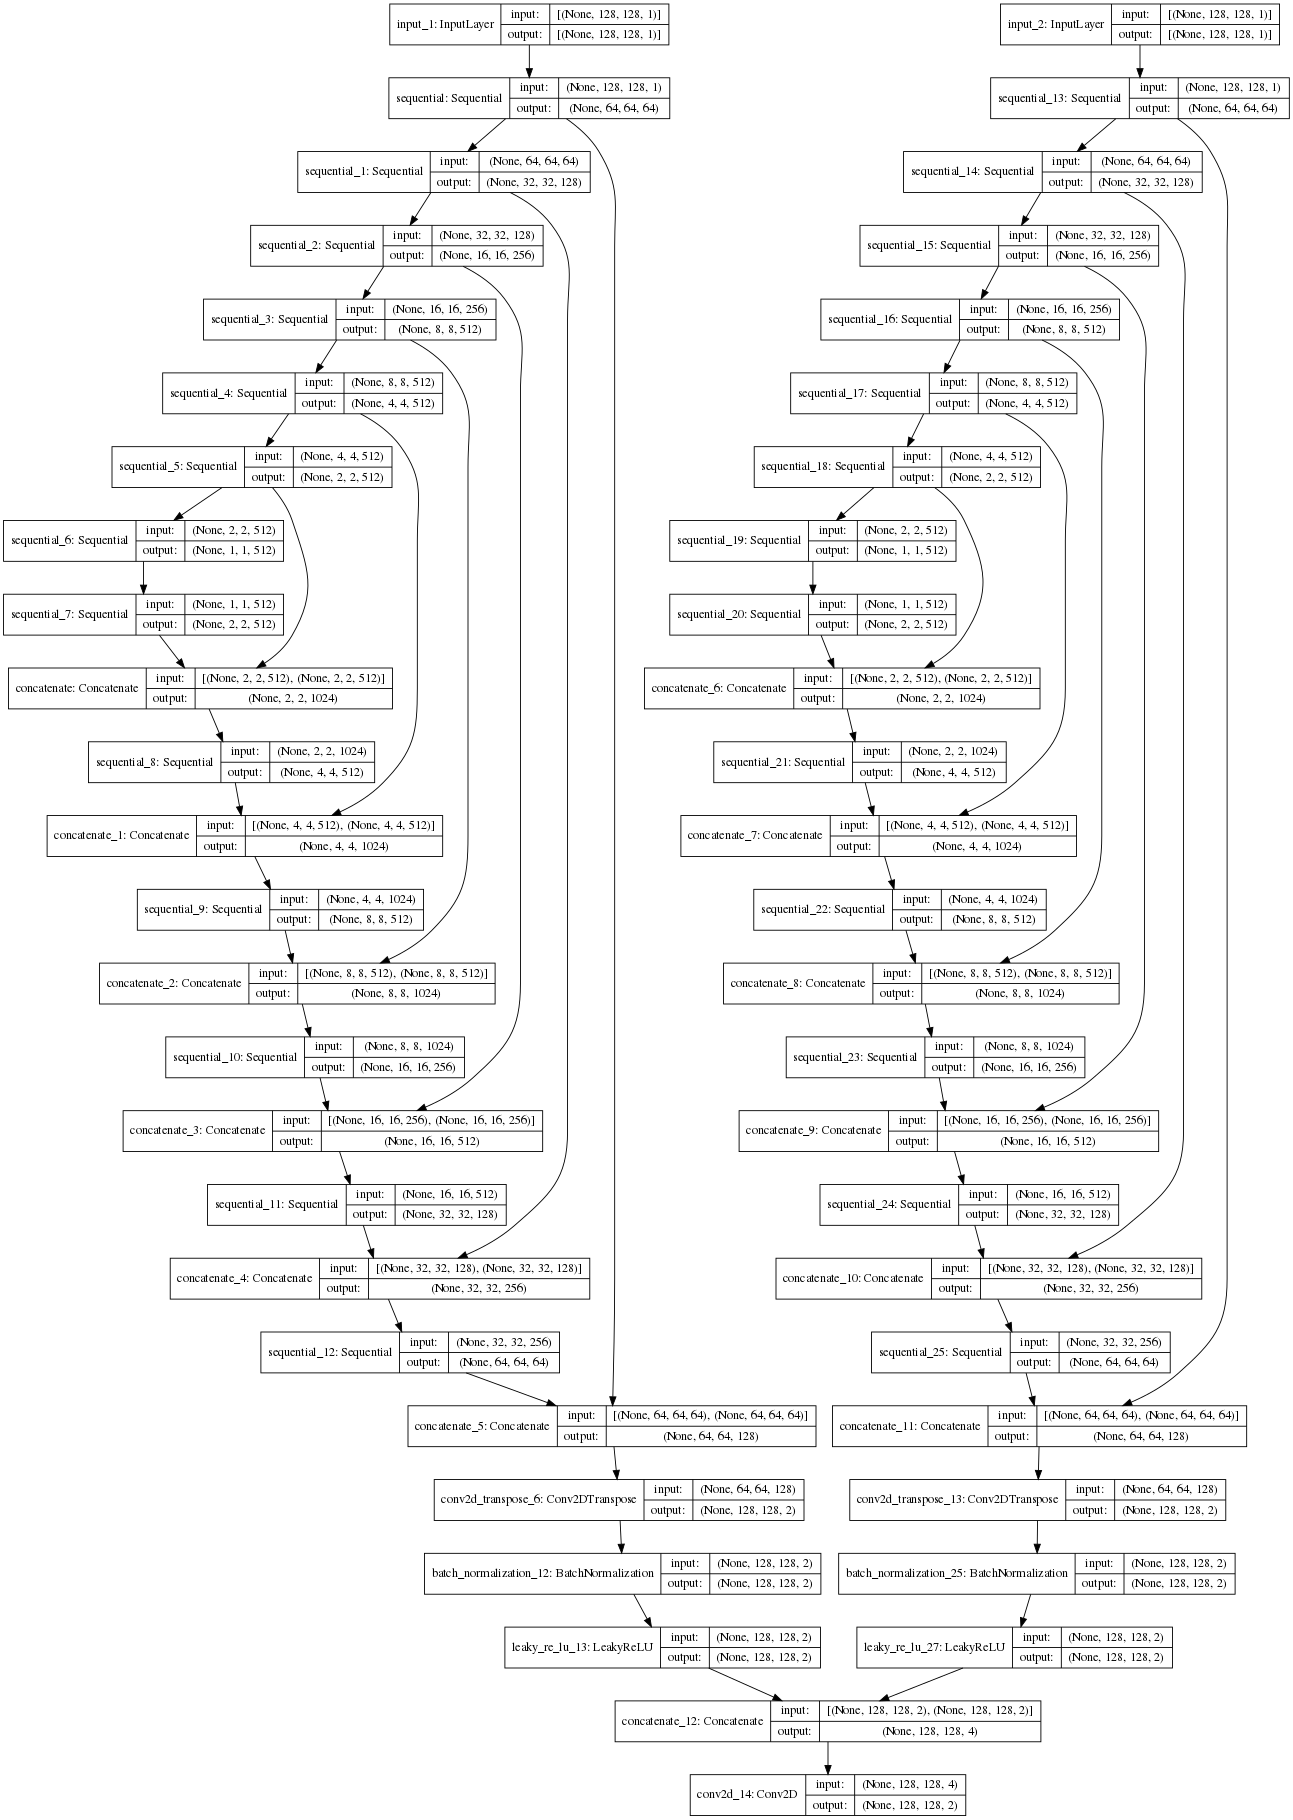 input_1: InputLayer
input: [(None, 128, 128, 1)]
output: [(None, 128, 128, 1)]
input_2: InputLayer
input: [(None, 128, 128, 1)]
output: [(None, 128, 128, 1)]
sequential: Sequential
input: (None, 128, 128, 1)
output: (None, 64, 64, 64)
sequential_13: Sequential
input: (None, 128, 128, 1)
output: (None, 64, 64, 64)
sequential_1: Sequential
input: (None, 64, 64, 64)
output: (None, 32, 32, 128)
sequential_14: Sequential
input: (None, 64, 64, 64)
output: (None, 32, 32, 128)
sequential_2: Sequential
input: (None, 32, 32, 128)
output: (None, 16, 16, 256)
sequential_15: Sequential
input: (None, 32, 32, 128)
output: (None, 16, 16, 256)
sequential_3: Sequential
input: (None, 16, 16, 256)
output: (None, 8, 8, 512)
sequential_16: Sequential
input: (None, 16, 16, 256)
output: (None, 8, 8, 512)
sequential_4: Sequential
input: (None, 8, 8, 512)
output: (None, 4, 4, 512)
sequential_17: Sequential
input: (None, 8, 8, 512)
output: (None, 4, 4, 512)
sequential_5: Sequential
input: (None, 4, 4, 512)
output: (None, 2, 2, 512)
sequential_18: Sequential
input: (None, 4, 4, 512)
output: (None, 2, 2, 512)
sequential_6: Sequential
input: (None, 2, 2, 512)
output: (None, 1, 1, 512)
sequential_19: Sequential
input: (None, 2, 2, 512)
output: (None, 1, 1, 512)
sequential_7: Sequential
input: (None, 1, 1, 512)
output: (None, 2, 2, 512)
sequential_20: Sequential
input: (None, 1, 1, 512)
output: (None, 2, 2, 512)
concatenate: Concatenate
input: [(None, 2, 2, 512), (None, 2, 2, 512)]
output: (None, 2, 2, 1024)
concatenate_6: Concatenate
input: [(None, 2, 2, 512), (None, 2, 2, 512)]
output: (None, 2, 2, 1024)
sequential_8: Sequential
input: (None, 2, 2, 1024)
output: (None, 4, 4, 512)
sequential_21: Sequential
input: (None, 2, 2, 1024)
output: (None, 4, 4, 512)
concatenate_1: Concatenate
input: [(None, 4, 4, 512), (None, 4, 4, 512)]
output: (None, 4, 4, 1024)
concatenate_7: Concatenate
input: [(None, 4, 4, 512), (None, 4, 4, 512)]
output: (None, 4, 4, 1024)
sequential_9: Sequential
input: (None, 4, 4, 1024)
output: (None, 8, 8, 512)
sequential_22: Sequential
input: (None, 4, 4, 1024)
output: (None, 8, 8, 512)
concatenate_2: Concatenate
input: [(None, 8, 8, 512), (None, 8, 8, 512)]
output: (None, 8, 8, 1024)
concatenate_8: Concatenate
input: [(None, 8, 8, 512), (None, 8, 8, 512)]
output: (None, 8, 8, 1024)
sequential_10: Sequential
input: (None, 8, 8, 1024)
output: (None, 16, 16, 256)
sequential_23: Sequential
input: (None, 8, 8, 1024)
output: (None, 16, 16, 256)
concatenate_3: Concatenate
input: [(None, 16, 16, 256), (None, 16, 16, 256)]
output: (None, 16, 16, 512)
concatenate_9: Concatenate
input: [(None, 16, 16, 256), (None, 16, 16, 256)]
output: (None, 16, 16, 512)
sequential_11: Sequential
input: (None, 16, 16, 512)
output: (None, 32, 32, 128)
sequential_24: Sequential
input: (None, 16, 16, 512)
output: (None, 32, 32, 128)
concatenate_4: Concatenate
input: [(None, 32, 32, 128), (None, 32, 32, 128)]
output: (None, 32, 32, 256)
concatenate_10: Concatenate
input: [(None, 32, 32, 128), (None, 32, 32, 128)]
output: (None, 32, 32, 256)
sequential_12: Sequential
input: (None, 32, 32, 256)
output: (None, 64, 64, 64)
sequential_25: Sequential
input: (None, 32, 32, 256)
output: (None, 64, 64, 64)
concatenate_5: Concatenate
input: [(None, 64, 64, 64), (None, 64, 64, 64)]
output: (None, 64, 64, 128)
concatenate_11: Concatenate
input: [(None, 64, 64, 64), (None, 64, 64, 64)]
output: (None, 64, 64, 128)
conv2d_transpose_6: Conv2DTranspose
input: (None, 64, 64, 128)
output: (None, 128, 128, 2)
conv2d_transpose_13: Conv2DTranspose
input: (None, 64, 64, 128)
output: (None, 128, 128, 2)
batch_normalization_12: BatchNormalization
input: (None, 128, 128, 2)
output: (None, 128, 128, 2)
batch_normalization_25: BatchNormalization
input: (None, 128, 128, 2)
output: (None, 128, 128, 2)
leaky_re_lu_13: LeakyReLU
input: (None, 128, 128, 2)
output: (None, 128, 128, 2)
leaky_re_lu_27: LeakyReLU
input: (None, 128, 128, 2)
output: (None, 128, 128, 2)
concatenate_12: Concatenate
input: [(None, 128, 128, 2), (None, 128, 128, 2)]
output: (None, 128, 128, 4)
conv2d_14: Conv2D
input: (None, 128, 128, 4)
output: (None, 128, 128, 2)